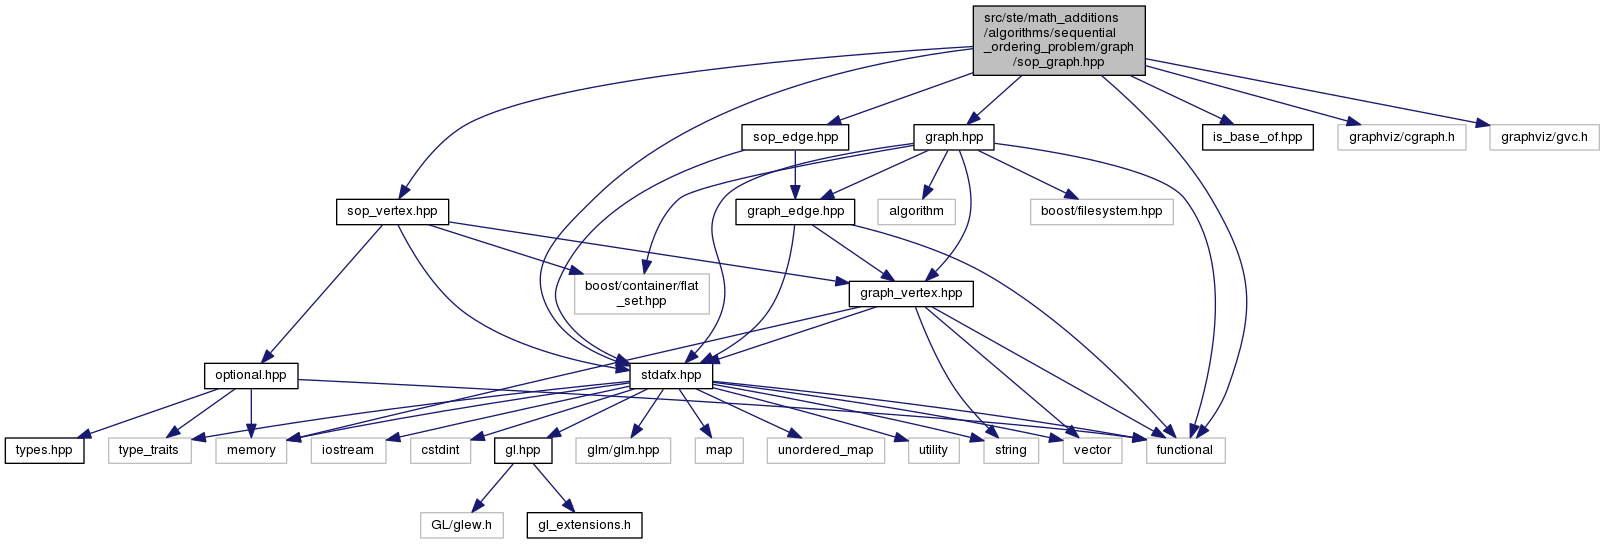 src/ste/math_additions
/algorithms/sequential
_ordering_problem/graph
/sop_graph.hpp
sop_edge.hpp
graph.hpp
is_base_of.hpp
graphviz/cgraph.h
graphviz/gvc.h
sop_vertex.hpp
graph_edge.hpp
algorithm
boost/filesystem.hpp
boost/container/flat
_set.hpp
graph_vertex.hpp
optional.hpp
stdafx.hpp
types.hpp
type_traits
memory
iostream
cstdint
gl.hpp
glm/glm.hpp
map
unordered_map
utility
string
vector
functional
GL/glew.h
gl_extensions.h